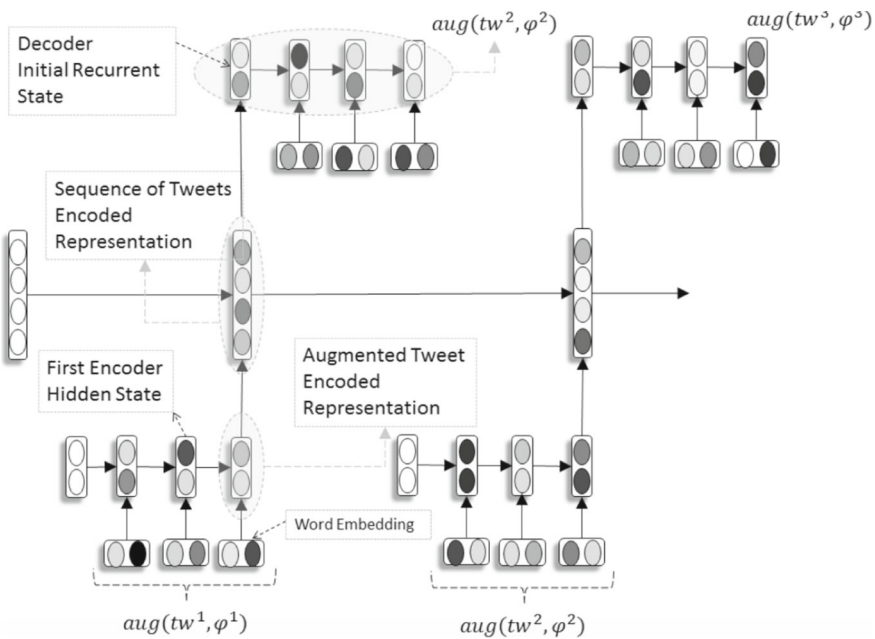 aug(tw², φ²)
aug(tw³, φ³)
Decoder
Initial Recurrent
State
Sequence of Tweets
Encoded
Representation
First Encoder
Hidden State
Augmented Tweet
Encoded
Representation
Word Embedding
aug(tw¹, φ¹)
aug(tw², φ²)